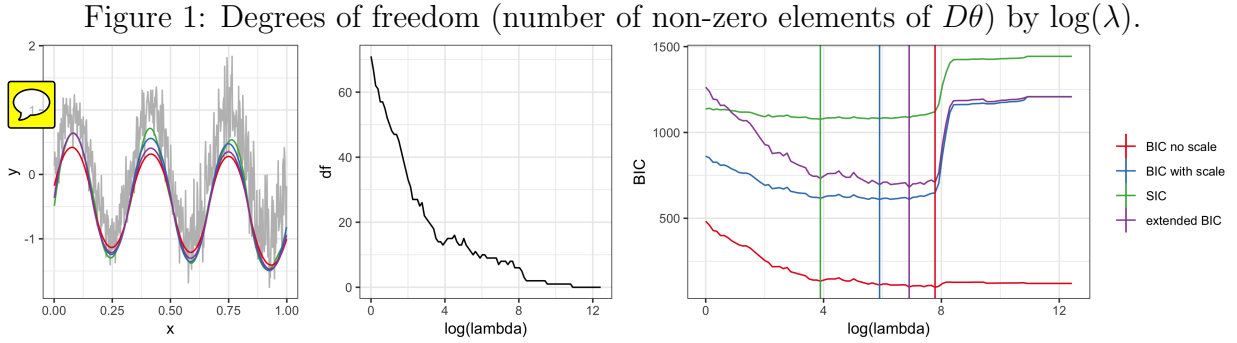 Figure 1: Degrees of freedom (number of non-zero elements of Dθ) by log(λ).
2
1
0
-1
y
0.00 0.25 0.50 0.75 1.00
x
60
40
20
0
df
0 4 8 12
log(lambda)
1500
1000
500
BIC
0 4 8 12
log(lambda)
BIC no scale
BIC with scale
SIC
extended BIC